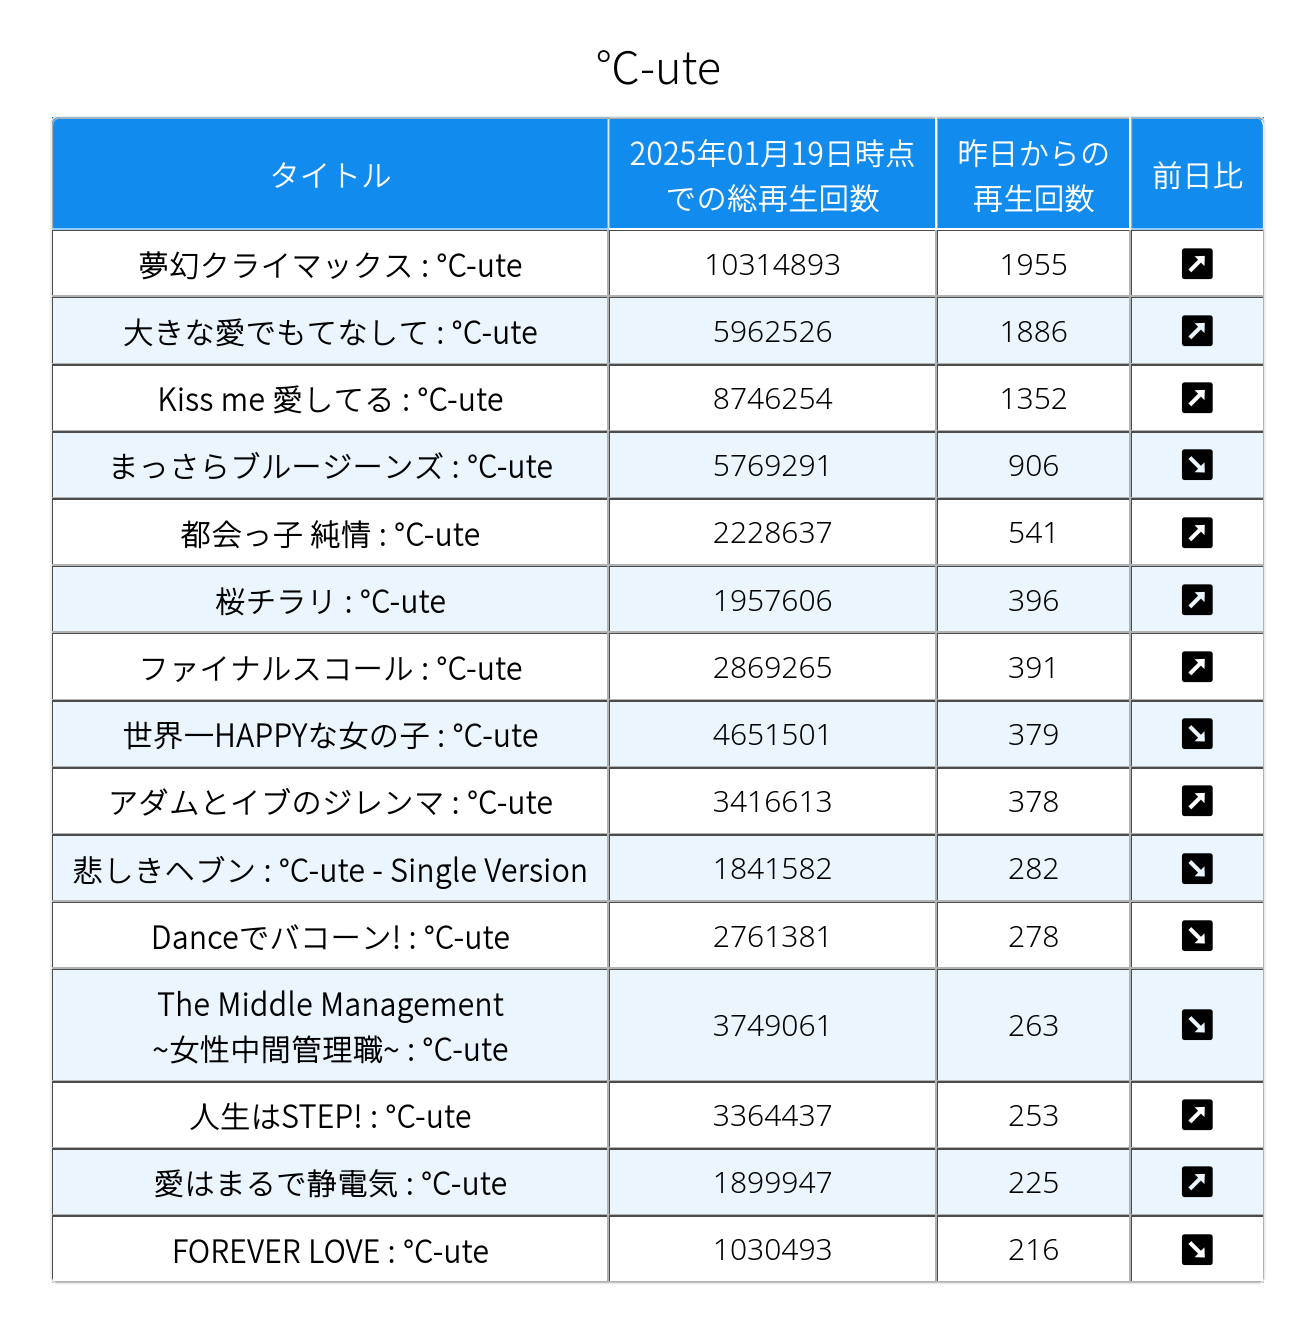 °C-ute
タイトル
2025年01月19日時点
での総再生回数
昨日からの
再生回数
前日比
夢幻クライマックス : °C-ute 10314893 1955 ↗
大きな愛でもてなして : °C-ute 5962526 1886 ↗
Kiss me 愛してる : °C-ute 8746254 1352 ↗
まっさらブルージーンズ : °C-ute 5769291 906 ↘
都会っ子 純情 : °C-ute 2228637 541 ↗
桜チラリ : °C-ute 1957606 396 ↗
ファイナルスコール : °C-ute 2869265 391 ↗
世界一HAPPYな女の子 : °C-ute 4651501 379 ↘
アダムとイブのジレンマ : °C-ute 3416613 378 ↗
悲しきヘブン : °C-ute - Single Version 1841582 282 ↘
Danceでバコーン! : °C-ute 2761381 278 ↘
The Middle Management
~女性中間管理職~ : °C-ute 3749061 263 ↘
人生はSTEP! : °C-ute 3364437 253 ↗
愛はまるで静電気 : °C-ute 1899947 225 ↗
FOREVER LOVE : °C-ute 1030493 216 ↘